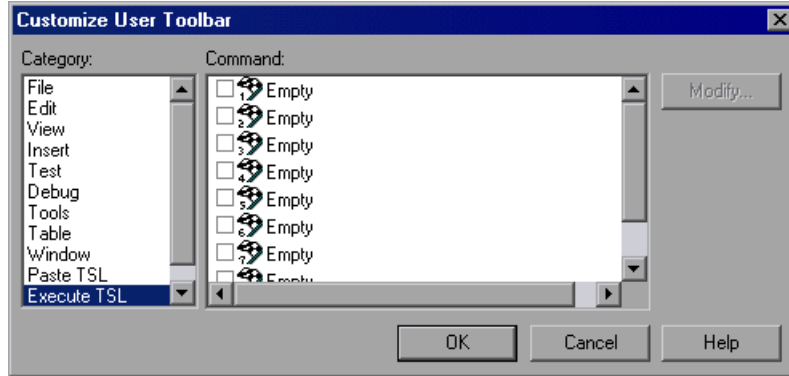 Customize User Toolbar
Category:
Command:
File
Edit
View
Insert
Test
Debug
Tools
Table
Window
Paste TSL
Execute TSL
1 Empty
2 Empty
3 Empty
4 Empty
5 Empty
6 Empty
7 Empty
Empty
Modify...
OK
Cancel
Help